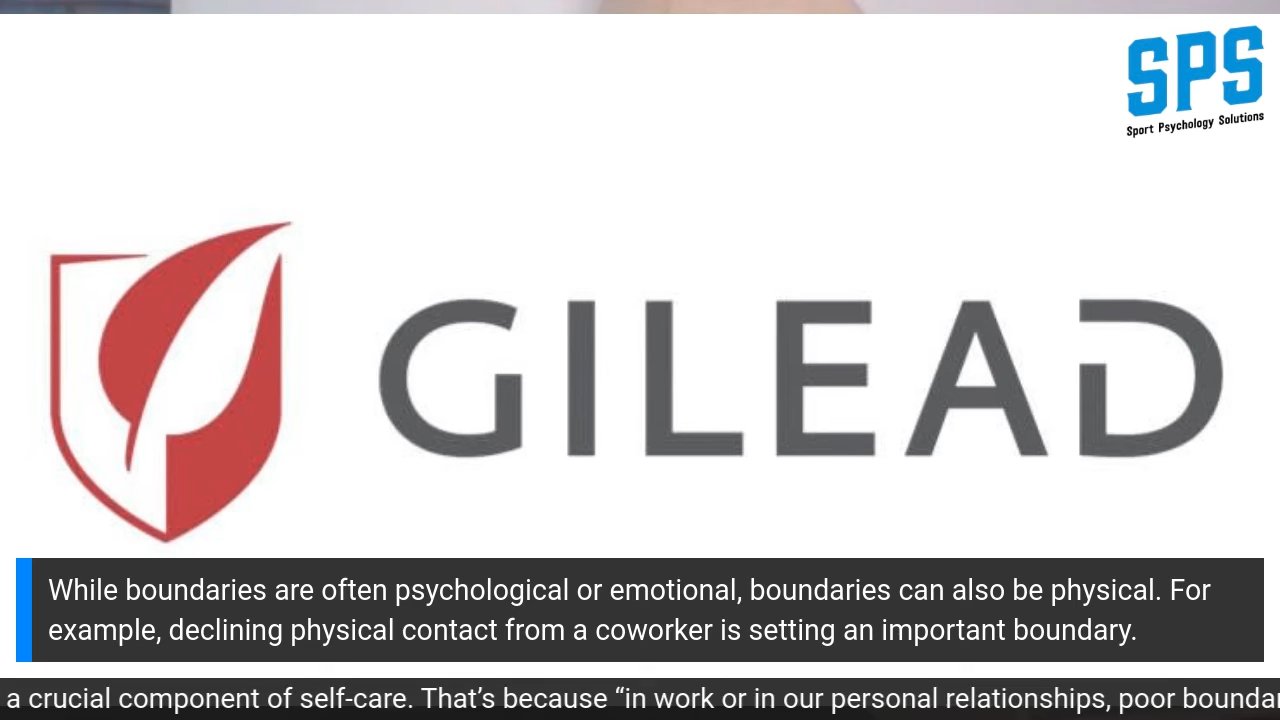 SPS
Sport Psychology Solutions
GILEAD
While boundaries are often psychological or emotional, boundaries can also be physical. For
example, declining physical contact from a coworker is setting an important boundary.
a crucial component of self-care. That’s because “in work or in our personal relationships, poor